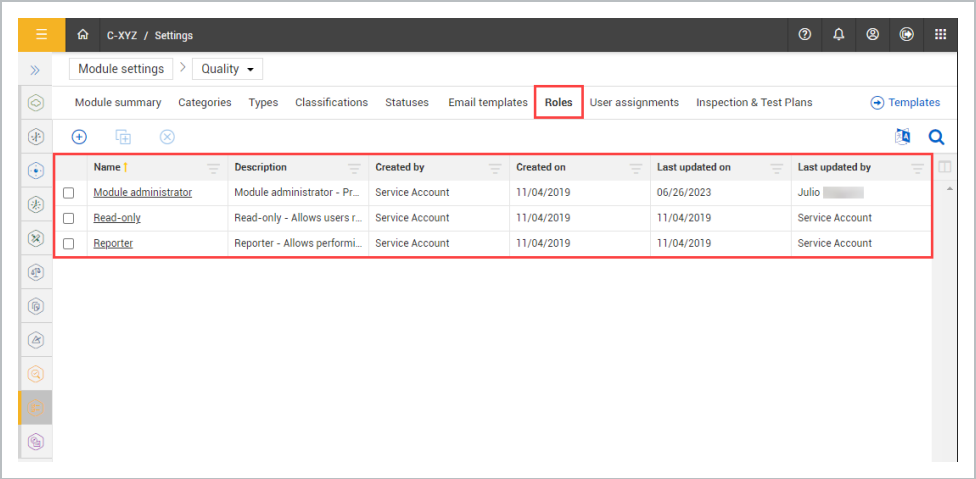 C-XYZ / Settings
Module settings > Quality
Module summary Categories Types Classifications Statuses Email templates Roles User assignments Inspection & Test Plans Templates
Name Description Created by Created on Last updated on Last updated by
Module administrator Module administrator - Pr... Service Account 11/04/2019 06/26/2023 Julio
Read-only Read-only - Allows users r... Service Account 11/04/2019 11/04/2019 Service Account
Reporter Reporter - Allows performi... Service Account 11/04/2019 11/04/2019 Service Account